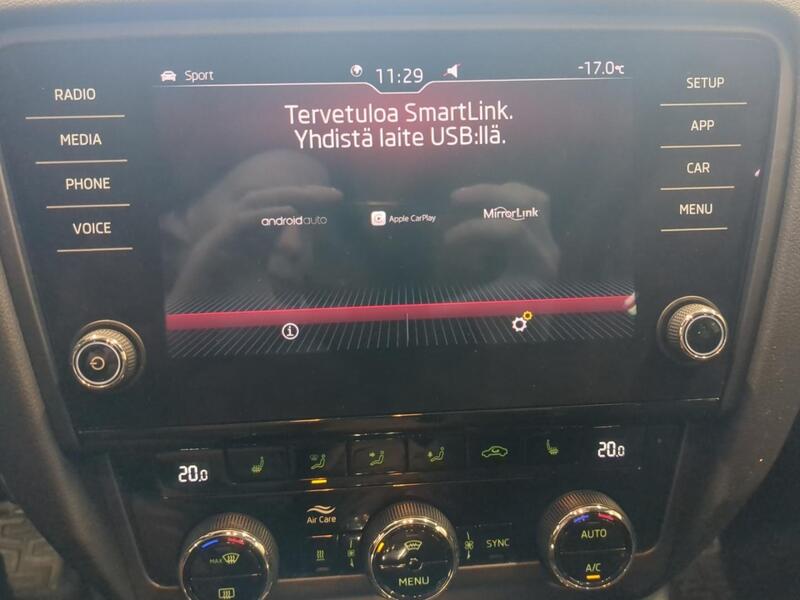 Sport
11:29
-17.0°C
RADIO
MEDIA
PHONE
VOICE
SETUP
APP
CAR
MENU
Tervetuloa SmartLink.
Yhdistä laite USB:llä.
androidauto
Apple CarPlay
MirrorLink
20.0
20.0
Air Care
MAX
MENU
SYNC
AUTO
A/C